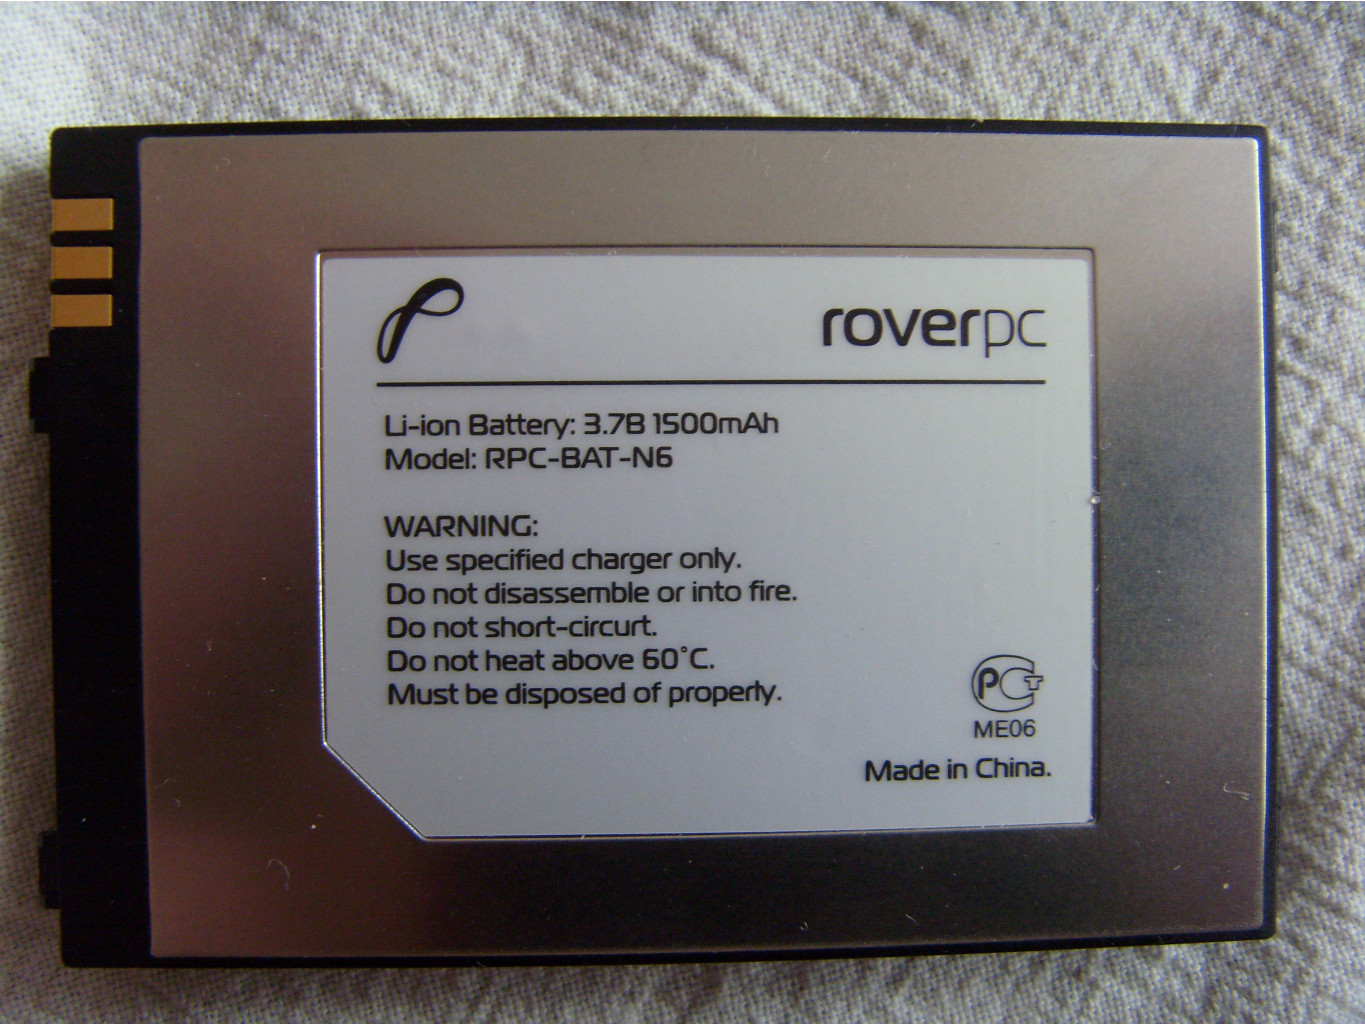 roverpc
Li-ion Battery: 3.7В 1500mAh
Model: RPC-BAT-N6
WARNING:
Use specified charger only.
Do not disassemble or into fire.
Do not short-circurt.
Do not heat above 60°C.
Must be disposed of properly.
РСТ
ME06
Made in China.